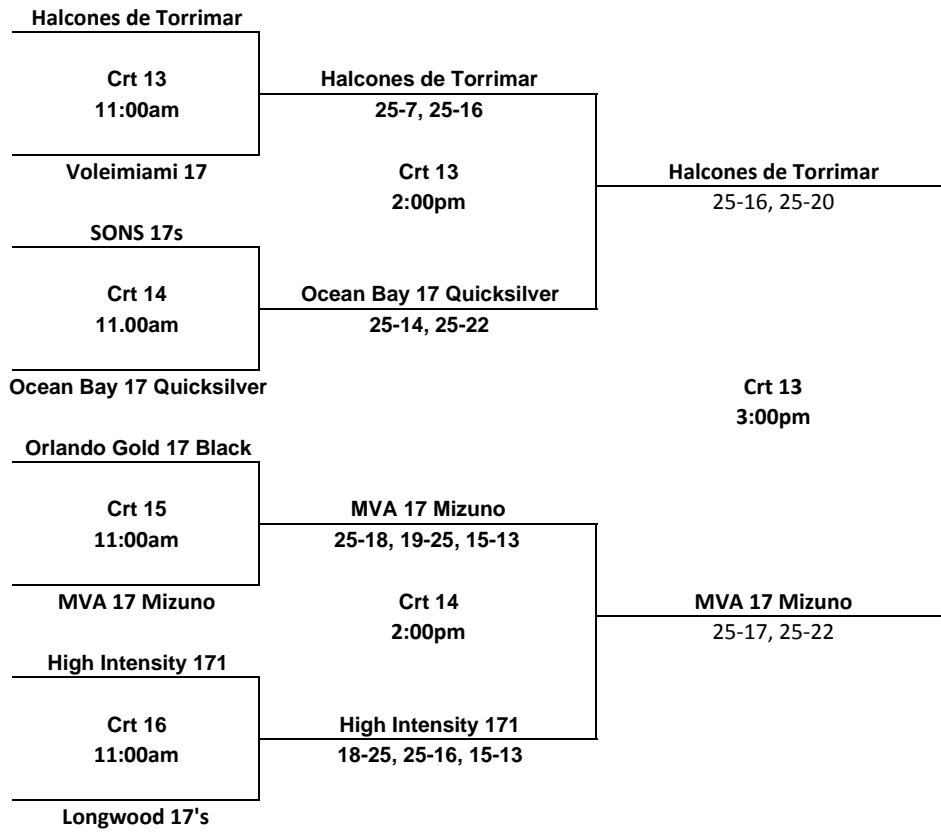 Halcones de Torrimar
Crt 13
11:00am
Halcones de Torrimar
25-7, 25-16
Voleimiami 17
Crt 13
2:00pm
Halcones de Torrimar
25-16, 25-20
SONS 17s
Crt 14
11.00am
Ocean Bay 17 Quicksilver
25-14, 25-22
Ocean Bay 17 Quicksilver
Crt 13
3:00pm
Orlando Gold 17 Black
Crt 15
11:00am
MVA 17 Mizuno
25-18, 19-25, 15-13
MVA 17 Mizuno
Crt 14
2:00pm
MVA 17 Mizuno
25-17, 25-22
High Intensity 171
Crt 16
11:00am
High Intensity 171
18-25, 25-16, 15-13
Longwood 17's